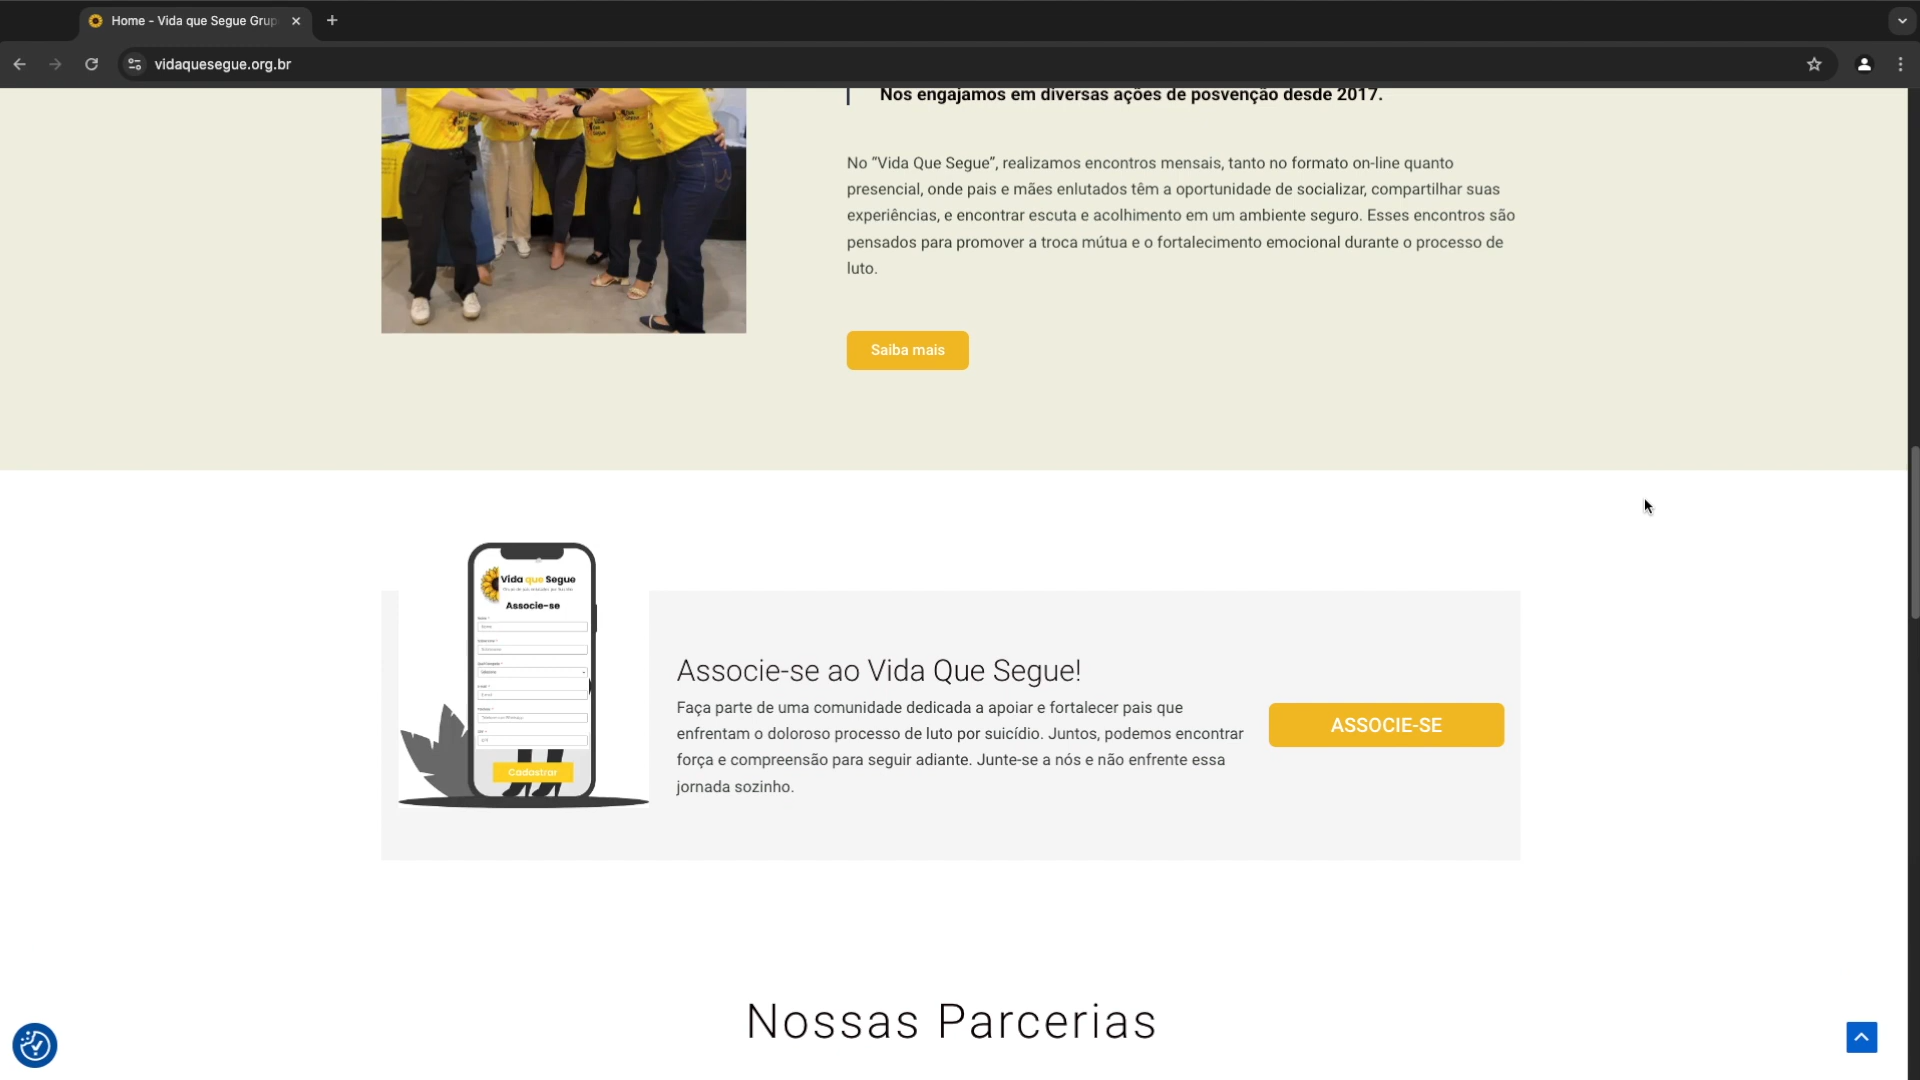 Home - Vida que Segue Grup
vidaquesegue.org.br
Nos engajamos em diversas ações de posvenção desde 2017.
No “Vida Que Segue”, realizamos encontros mensais, tanto no formato on-line quanto
presencial, onde pais e mães enlutados têm a oportunidade de socializar, compartilhar suas
experiências, e encontrar escuta e acolhimento em um ambiente seguro. Esses encontros são
pensados para promover a troca mútua e o fortalecimento emocional durante o processo de
luto.
Saiba mais
Vida que Segue
Associe-se
Cadastrar
Associe-se ao Vida Que Segue!
Faça parte de uma comunidade dedicada a apoiar e fortalecer pais que
enfrentam o doloroso processo de luto por suicídio. Juntos, podemos encontrar
força e compreensão para seguir adiante. Junte-se a nós e não enfrente essa
jornada sozinho.
ASSOCIE-SE
Nossas Parcerias